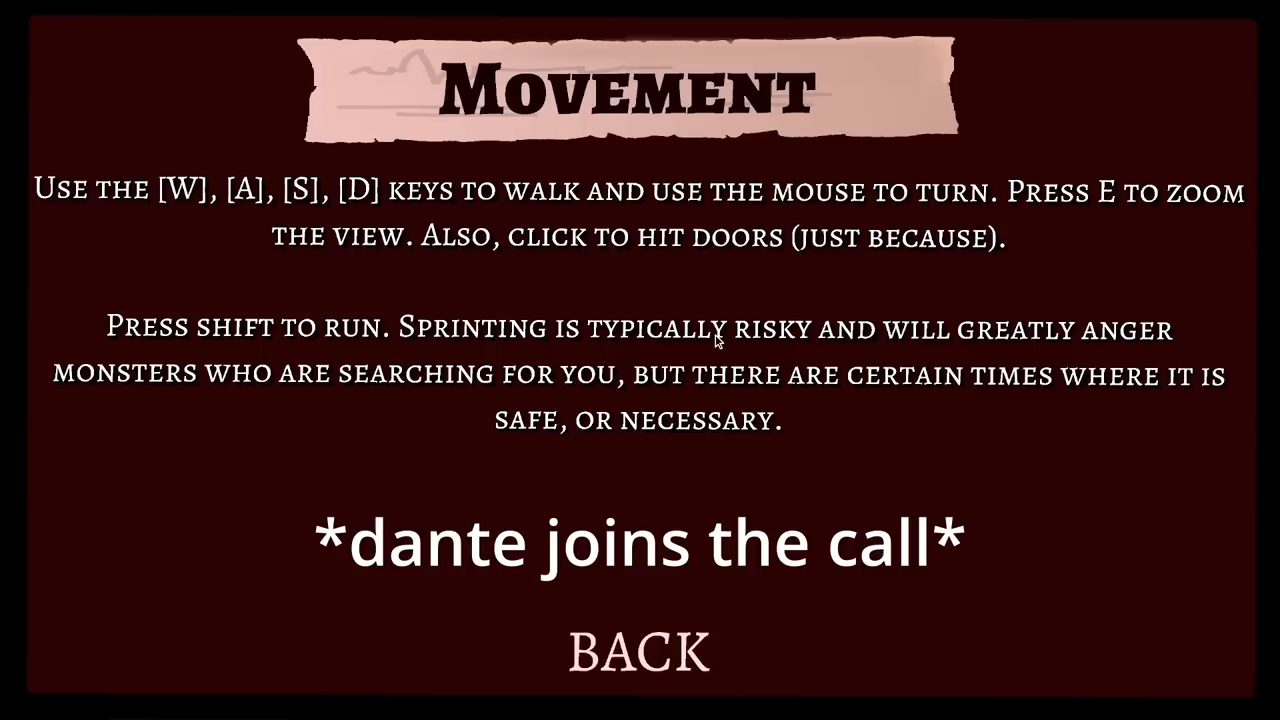 Movement
Use the [W], [A], [S], [D] keys to walk and use the mouse to turn. Press E to zoom
the view. Also, click to hit doors (just because).
Press shift to run. Sprinting is typically risky and will greatly anger
monsters who are searching for you, but there are certain times where it is
safe, or necessary.
*dante joins the call*
BACK